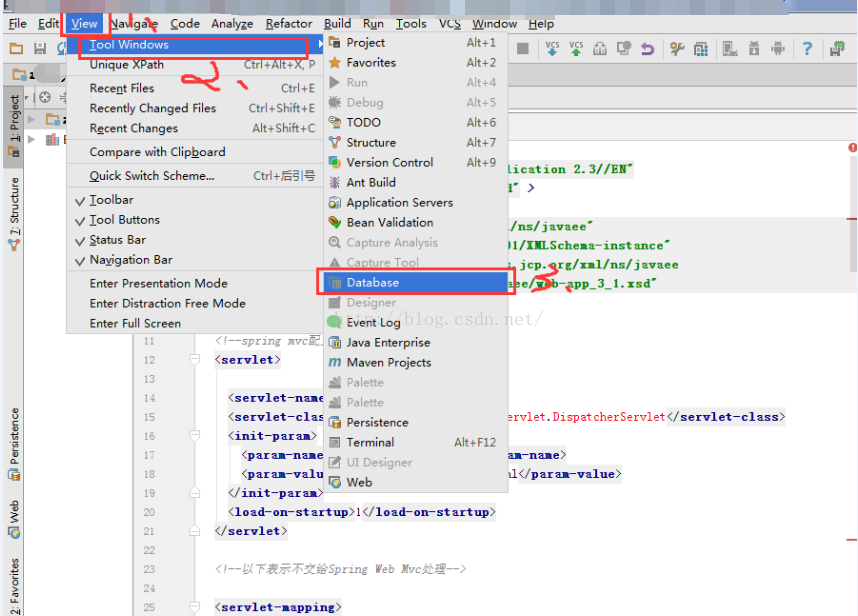 File Edit View Navigate Code Analyze Refactor Build Run Tools VCS Window Help
1、
Tool Windows
Unique XPath Ctrl+Alt+X, P
2、
Recent Files Ctrl+E
Recently Changed Files Ctrl+Shift+E
Recent Changes Alt+Shift+C
Compare with Clipboard
Quick Switch Scheme... Ctrl+后引号
Toolbar
Tool Buttons
Status Bar
Navigation Bar
Enter Presentation Mode
Enter Distraction Free Mode
Enter Full Screen
Project Alt+1
Favorites Alt+2
Run Alt+4
Debug Alt+5
TODO Alt+6
Structure Alt+7
Version Control Alt+9
Ant Build
Application Servers
Bean Validation
Capture Analysis
Capture Tool
Database
3、
Designer
Event Log
Java Enterprise
Maven Projects
Palette
Palette
Persistence
Terminal Alt+F12
UI Designer
Web
VCS VCS
1: Project
7: Structure
Persistence
Web
2: Favorites
lication 2.3//EN"
" >
/ns/javaee"
01/XMLSchema-instance"
.jcp.org/xml/ns/javaee
ee/web-app_3_1.xsd"
http://blog.csdn.net/
11 <!--spring mvc配
12 <servlet>
13
14 <servlet-name
15 <servlet-clas ervlet.DispatcherServlet</servlet-class>
16 <init-param>
17 <param-name am-name>
18 <param-valu ml</param-value>
19 </init-param>
20 <load-on-startup>1</load-on-startup>
21 </servlet>
22
23 <!--以下表示不交给Spring Web Mvc处理-->
24
25 <servlet-mapping>